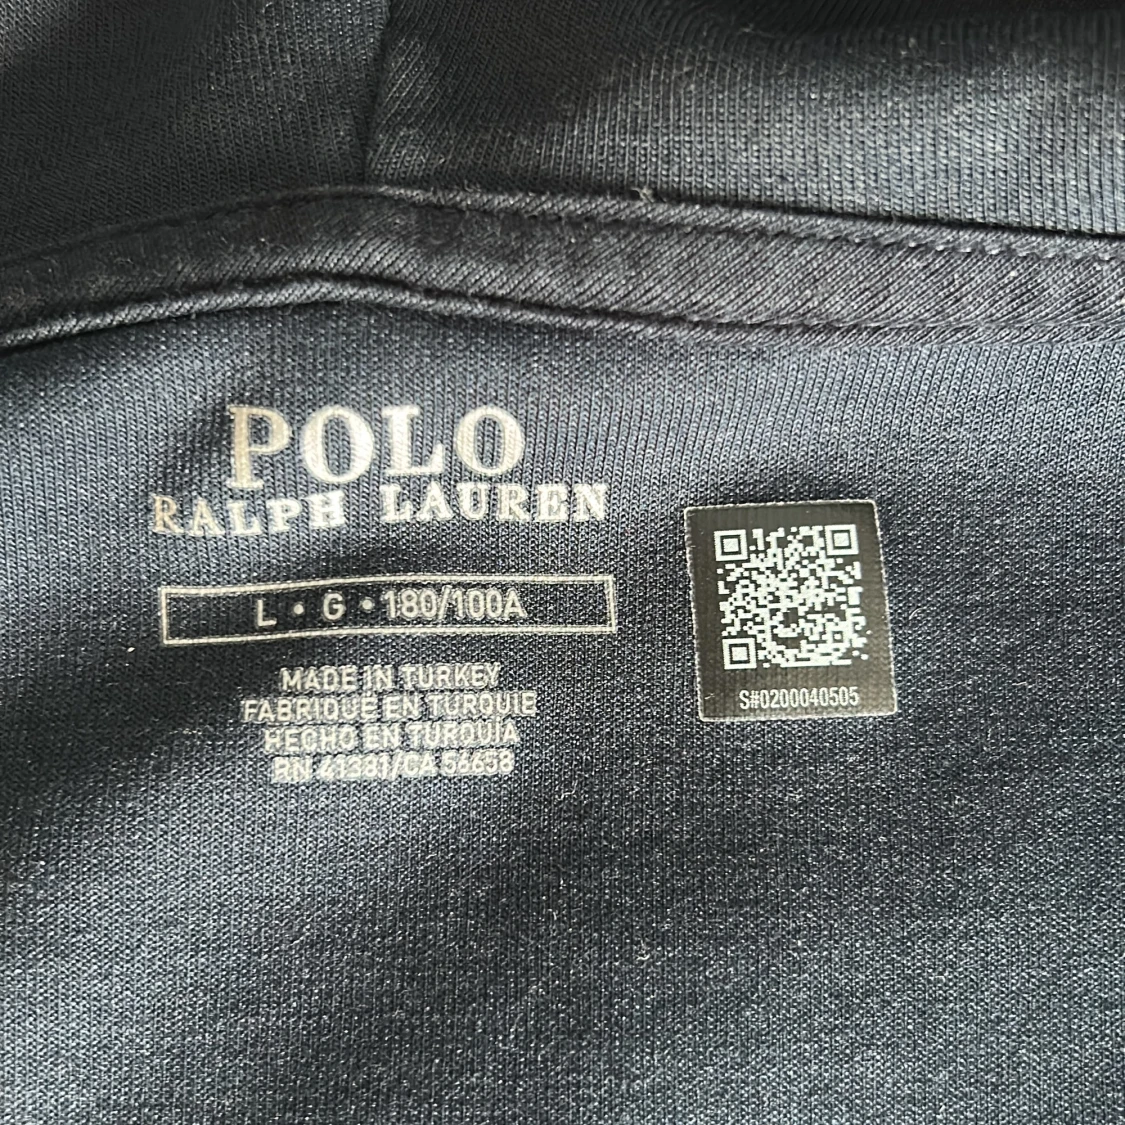 POLO
RALPH LAUREN
L • G • 180/100A
MADE IN TURKEY
FABRIQUÉ EN TURQUIE
HECHO EN TURQUÍA
RN 41381/CA 56658
S#0200040505